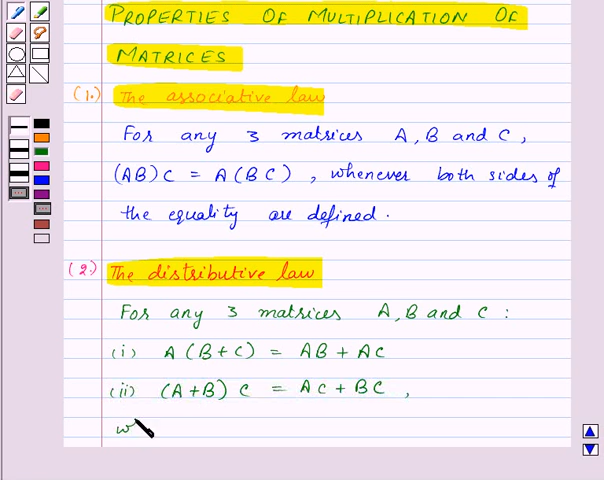 PROPERTIES OF MULTIPLICATION OF
MATRICES
(1.) The associative law
For any 3 matrices A, B and C,
(AB)C = A(BC), whenever both sides of
the equality are defined.
(2.) The distributive law
For any 3 matrices A, B and C :
(i) A(B+C) = AB + AC
(ii) (A+B)C = AC + BC,
w